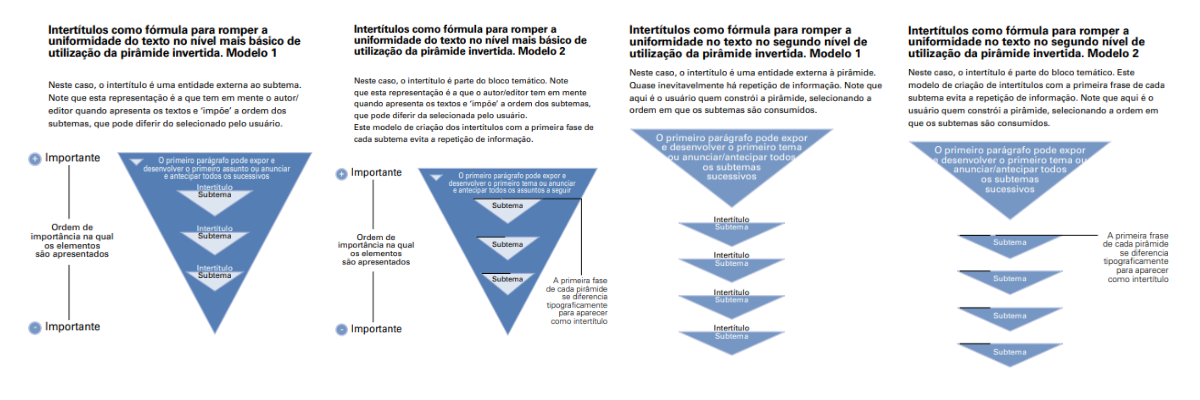 Intertítulos como fórmula para romper a
uniformidade do texto no nível mais básico de
utilização da pirâmide invertida. Modelo 1
Neste caso, o intertítulo é uma entidade externa ao subtema.
Note que esta representação é a que tem em mente o autor/
editor quando apresenta os textos e 'impõe' a ordem dos
subtemas, que pode diferir do selecionado pelo usuário.
+ Importante
O primeiro parágrafo pode expor e
desenvolver o primeiro assunto ou anunciar
e antecipar todos os sucessivos
Intertítulo
Subtema
Intertítulo
Subtema
Intertítulo
Subtema
Ordem de
importância na qual
os elementos
são apresentados
- Importante
Intertítulos como fórmula para romper a
uniformidade do texto no nível mais básico de
utilização da pirâmide invertida. Modelo 2
Neste caso, o intertítulo é parte do bloco temático. Note
que esta representação é a que o autor/editor tem em mente
quando apresenta os textos e 'impõe' a ordem dos subtemas,
que pode diferir da selecionada pelo usuário.
Este modelo de criação dos intertítulos com a primeira frase de
cada subtema evita a repetição de informação.
+ Importante
O primeiro parágrafo pode expor e
desenvolver o primeiro tema ou anunciar
e antecipar todos os assuntos a seguir
Subtema
Subtema
Subtema
Ordem de
importância na qual
os elementos
são apresentados
A primeira fase
de cada pirâmide
se diferencia
tipograficamente
para aparecer
como intertítulo
- Importante
Intertítulos como fórmula para romper a
uniformidade no texto no segundo nível de
utilização da pirâmide invertida. Modelo 1
Neste caso, o intertítulo é uma entidade externa à pirâmide.
Quase inevitavelmente há repetição de informação. Note que
aqui é o usuário quem constrói a pirâmide, selecionando a
ordem em que os subtemas são consumidos.
O primeiro parágrafo pode expor
e desenvolver o primeiro tema
ou anunciar/antecipar todos
os subtemas
sucessivos
Intertítulo
Subtema
Intertítulo
Subtema
Intertítulo
Subtema
Intertítulo
Subtema
Intertítulos como fórmula para romper a
uniformidade no texto no segundo nível de
utilização da pirâmide invertida. Modelo 2
Neste caso, o intertítulo é parte do bloco temático. Este
modelo de criação de intertítulos com a primeira frase de cada
subtema evita a repetição de informação. Note que aqui é o
usuário quem constrói a pirâmide, selecionando a ordem em
que os subtemas são consumidos.
O primeiro parágrafo pode expor
e desenvolver o primeiro tema ou
anunciar/antecipar todos
os subtemas
sucessivos
Subtema
Subtema
Subtema
Subtema
A primeira frase
de cada pirâmide
se diferencia
tipograficamente
para aparecer
como intertítulo